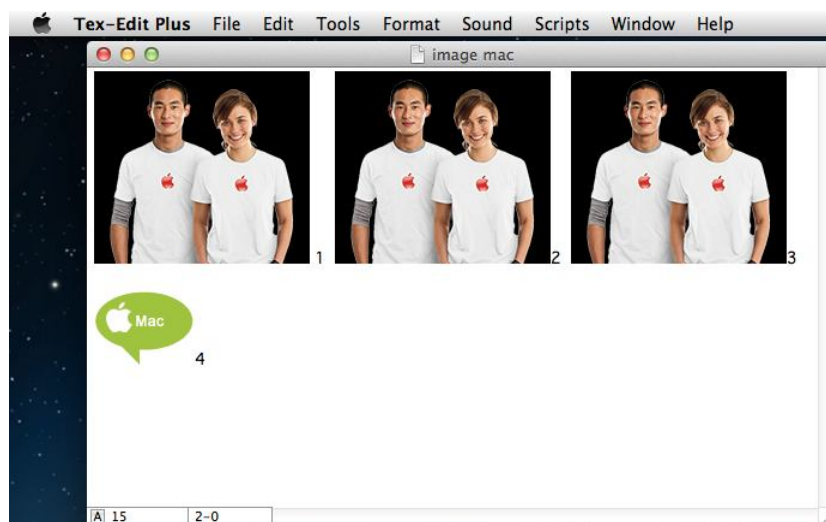 Tex-Edit Plus File Edit Tools Format Sound Scripts Window Help
image mac
1 2 3
Mac
4
A 15 2-0